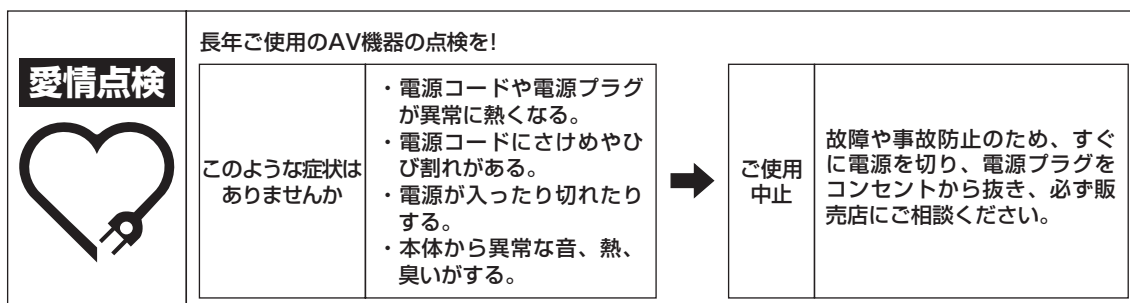 愛情点検
長年ご使用のAV機器の点検を!
このような症状は
ありませんか
・電源コードや電源プラグ
が異常に熱くなる。
・電源コードにさけめやひ
び割れがある。
・電源が入ったり切れたり
する。
・本体から異常な音、熱、
臭いがする。
ご使用
中止
故障や事故防止のため、すぐ
に電源を切り、電源プラグを
コンセントから抜き、必ず販
売店にご相談ください。